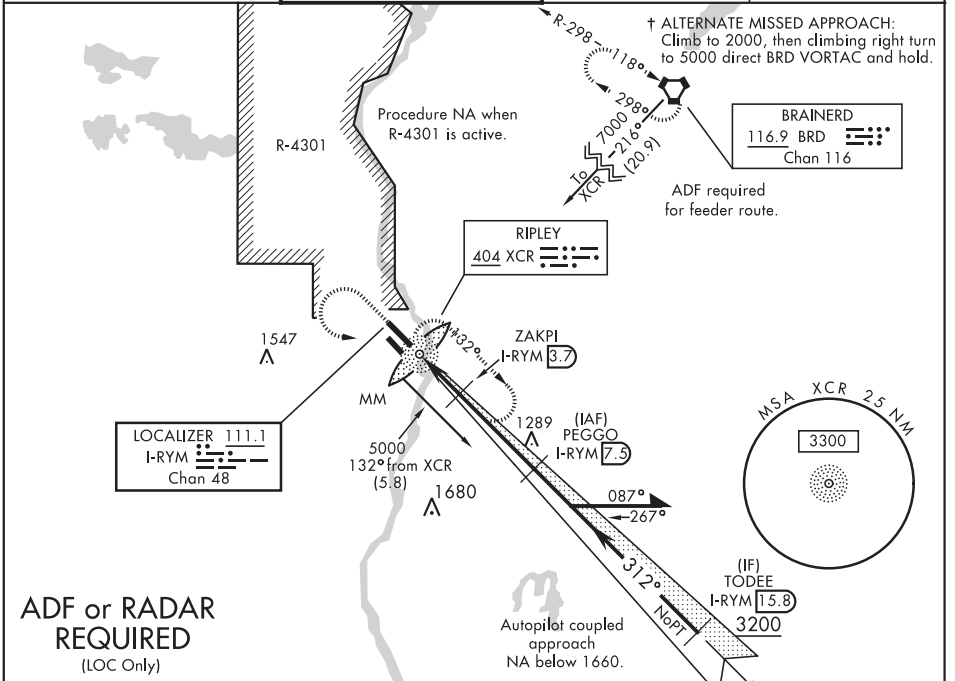 † ALTERNATE MISSED APPROACH:
Climb to 2000, then climbing right turn
to 5000 direct BRD VORTAC and hold.
R-298
118°
298°
7000
216°
(20.9)
To
XCR
BRAINERD
116.9 BRD
Chan 116
Procedure NA when
R-4301 is active.
R-4301
ADF required
for feeder route.
RIPLEY
404 XCR
132°
ZAKPI
I-RYM 3.7
1547
MM
LOCALIZER 111.1
I-RYM
Chan 48
5000
132° from XCR
(5.8)
1289
(IAF)
PEGGO
I-RYM 7.5
1680
087°
267°
MSA XCR 25 NM
3300
312°
NoPT
(IF)
TODEE
I-RYM 15.8
3200
ADF or RADAR
REQUIRED
(LOC Only)
Autopilot coupled
approach
NA below 1660.